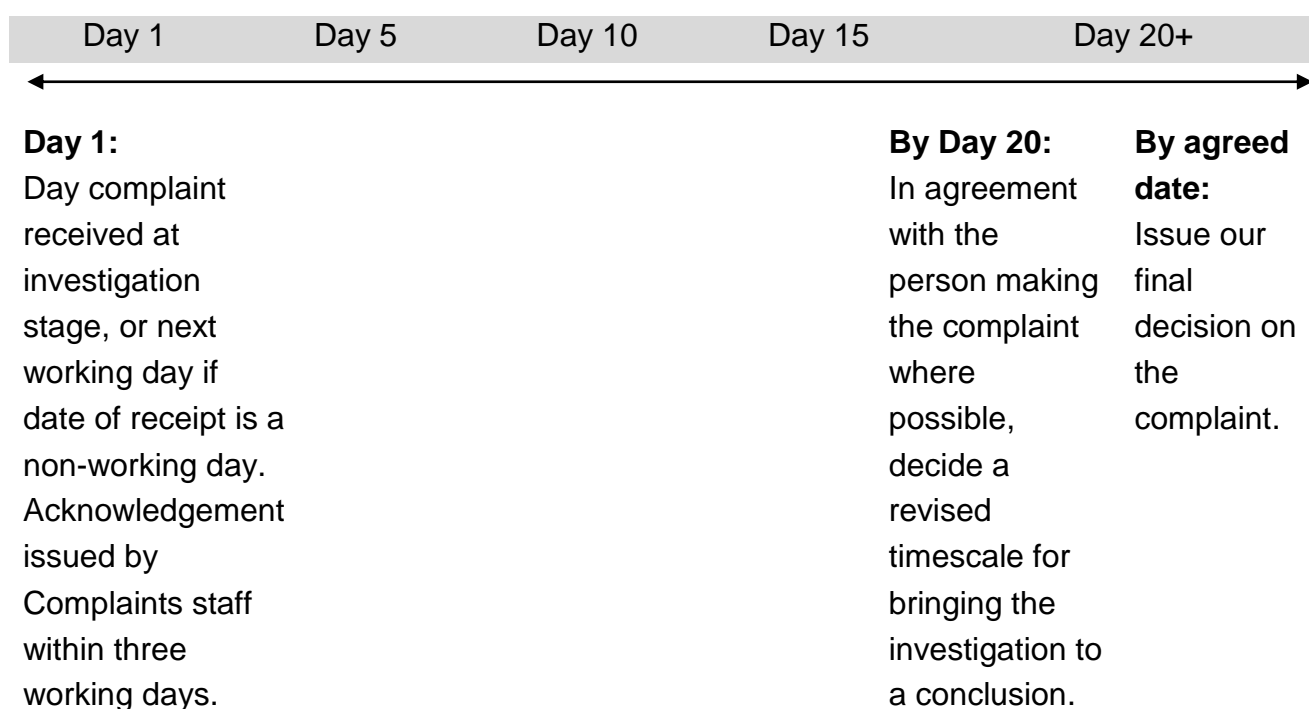 Day 1 Day 5 Day 10 Day 15 Day 20+
Day 1:
Day complaint
received at
investigation
stage, or next
working day if
date of receipt is a
non-working day.
Acknowledgement
issued by
Complaints staff
within three
working days.
By Day 20:
In agreement
with the
person making
the complaint
where
possible,
decide a
revised
timescale for
bringing the
investigation to
a conclusion.
By agreed
date:
Issue our
final
decision on
the
complaint.